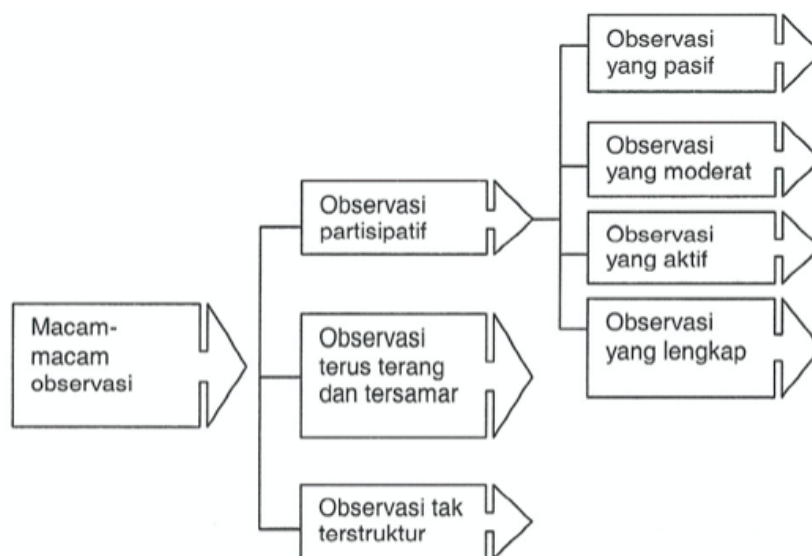 Macam-
macam
observasi
Observasi
partisipatif
Observasi
terus terang
dan tersamar
Observasi tak
terstruktur
Observasi
yang pasif
Observasi
yang moderat
Observasi
yang aktif
Observasi
yang lengkap